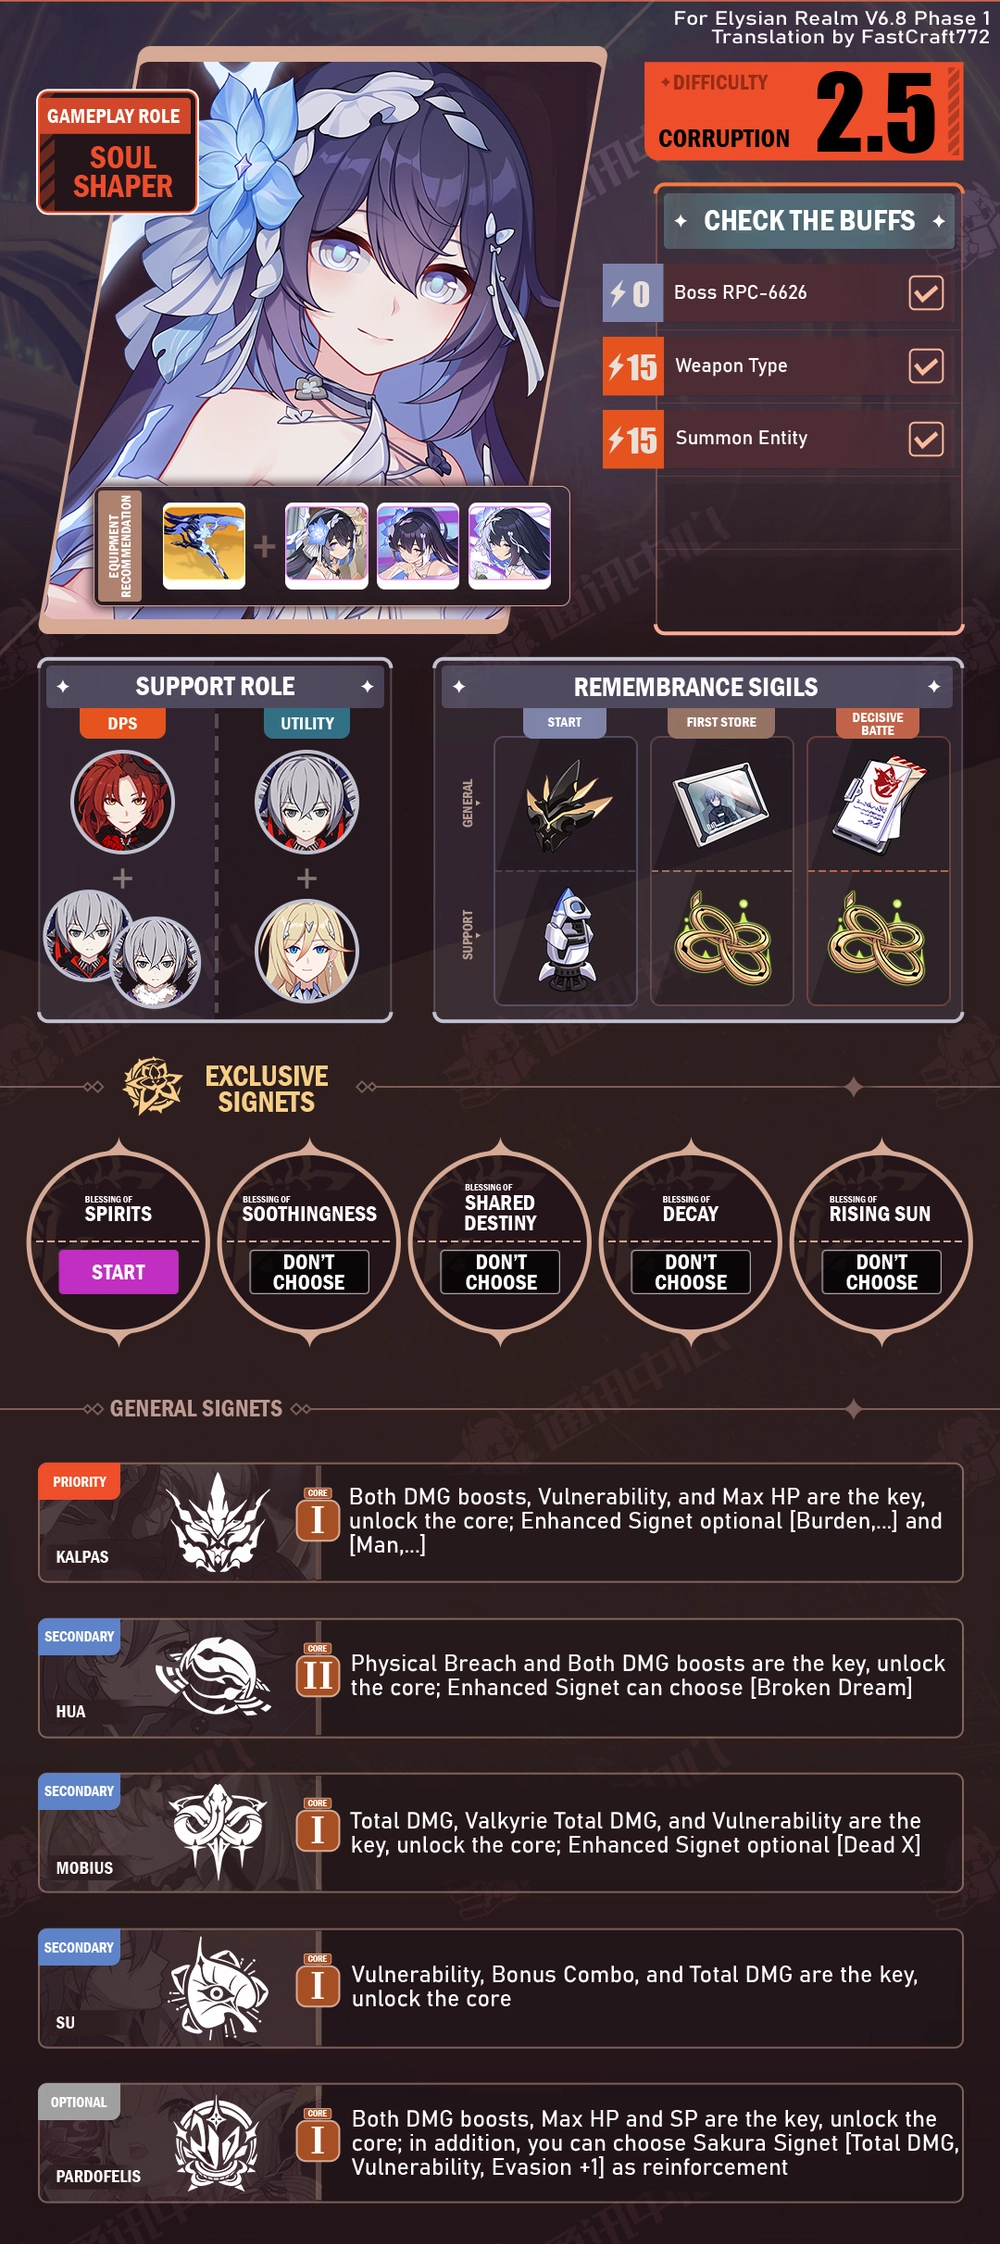 For Elysian Realm V6.8 Phase 1
Translation by FastCraft772
GAMEPLAY ROLE
SOUL
SHAPER
DIFFICULTY
CORRUPTION
2.5
CHECK THE BUFFS
0
Boss RPC-6626
15
Weapon Type
15
Summon Entity
EQUIPMENT
RECOMMENDATION
SUPPORT ROLE
DPS
UTILITY
REMEMBRANCE SIGILS
START
FIRST STORE
DECISIVE
BATTE
GENERAL
SUPPORT
EXCLUSIVE
SIGNETS
BLESSING OF
SPIRITS
START
BLESSING OF
SOOTHINGNESS
DON'T
CHOOSE
BLESSING OF
SHARED
DESTINY
DON'T
CHOOSE
BLESSING OF
DECAY
DON'T
CHOOSE
BLESSING OF
RISING SUN
DON'T
CHOOSE
GENERAL SIGNETS
PRIORITY
KALPAS
CORE
I
Both DMG boosts, Vulnerability, and Max HP are the key,
unlock the core; Enhanced Signet optional [Burden,...] and
[Man,...]
SECONDARY
HUA
CORE
II
Physical Breach and Both DMG boosts are the key, unlock
the core; Enhanced Signet can choose [Broken Dream]
SECONDARY
MOBIUS
CORE
I
Total DMG, Valkyrie Total DMG, and Vulnerability are the
key, unlock the core; Enhanced Signet optional [Dead X]
SECONDARY
SU
CORE
I
Vulnerability, Bonus Combo, and Total DMG are the key,
unlock the core
OPTIONAL
PARDOFELIS
CORE
I
Both DMG boosts, Max HP and SP are the key, unlock the
core; in addition, you can choose Sakura Signet [Total DMG,
Vulnerability, Evasion +1] as reinforcement